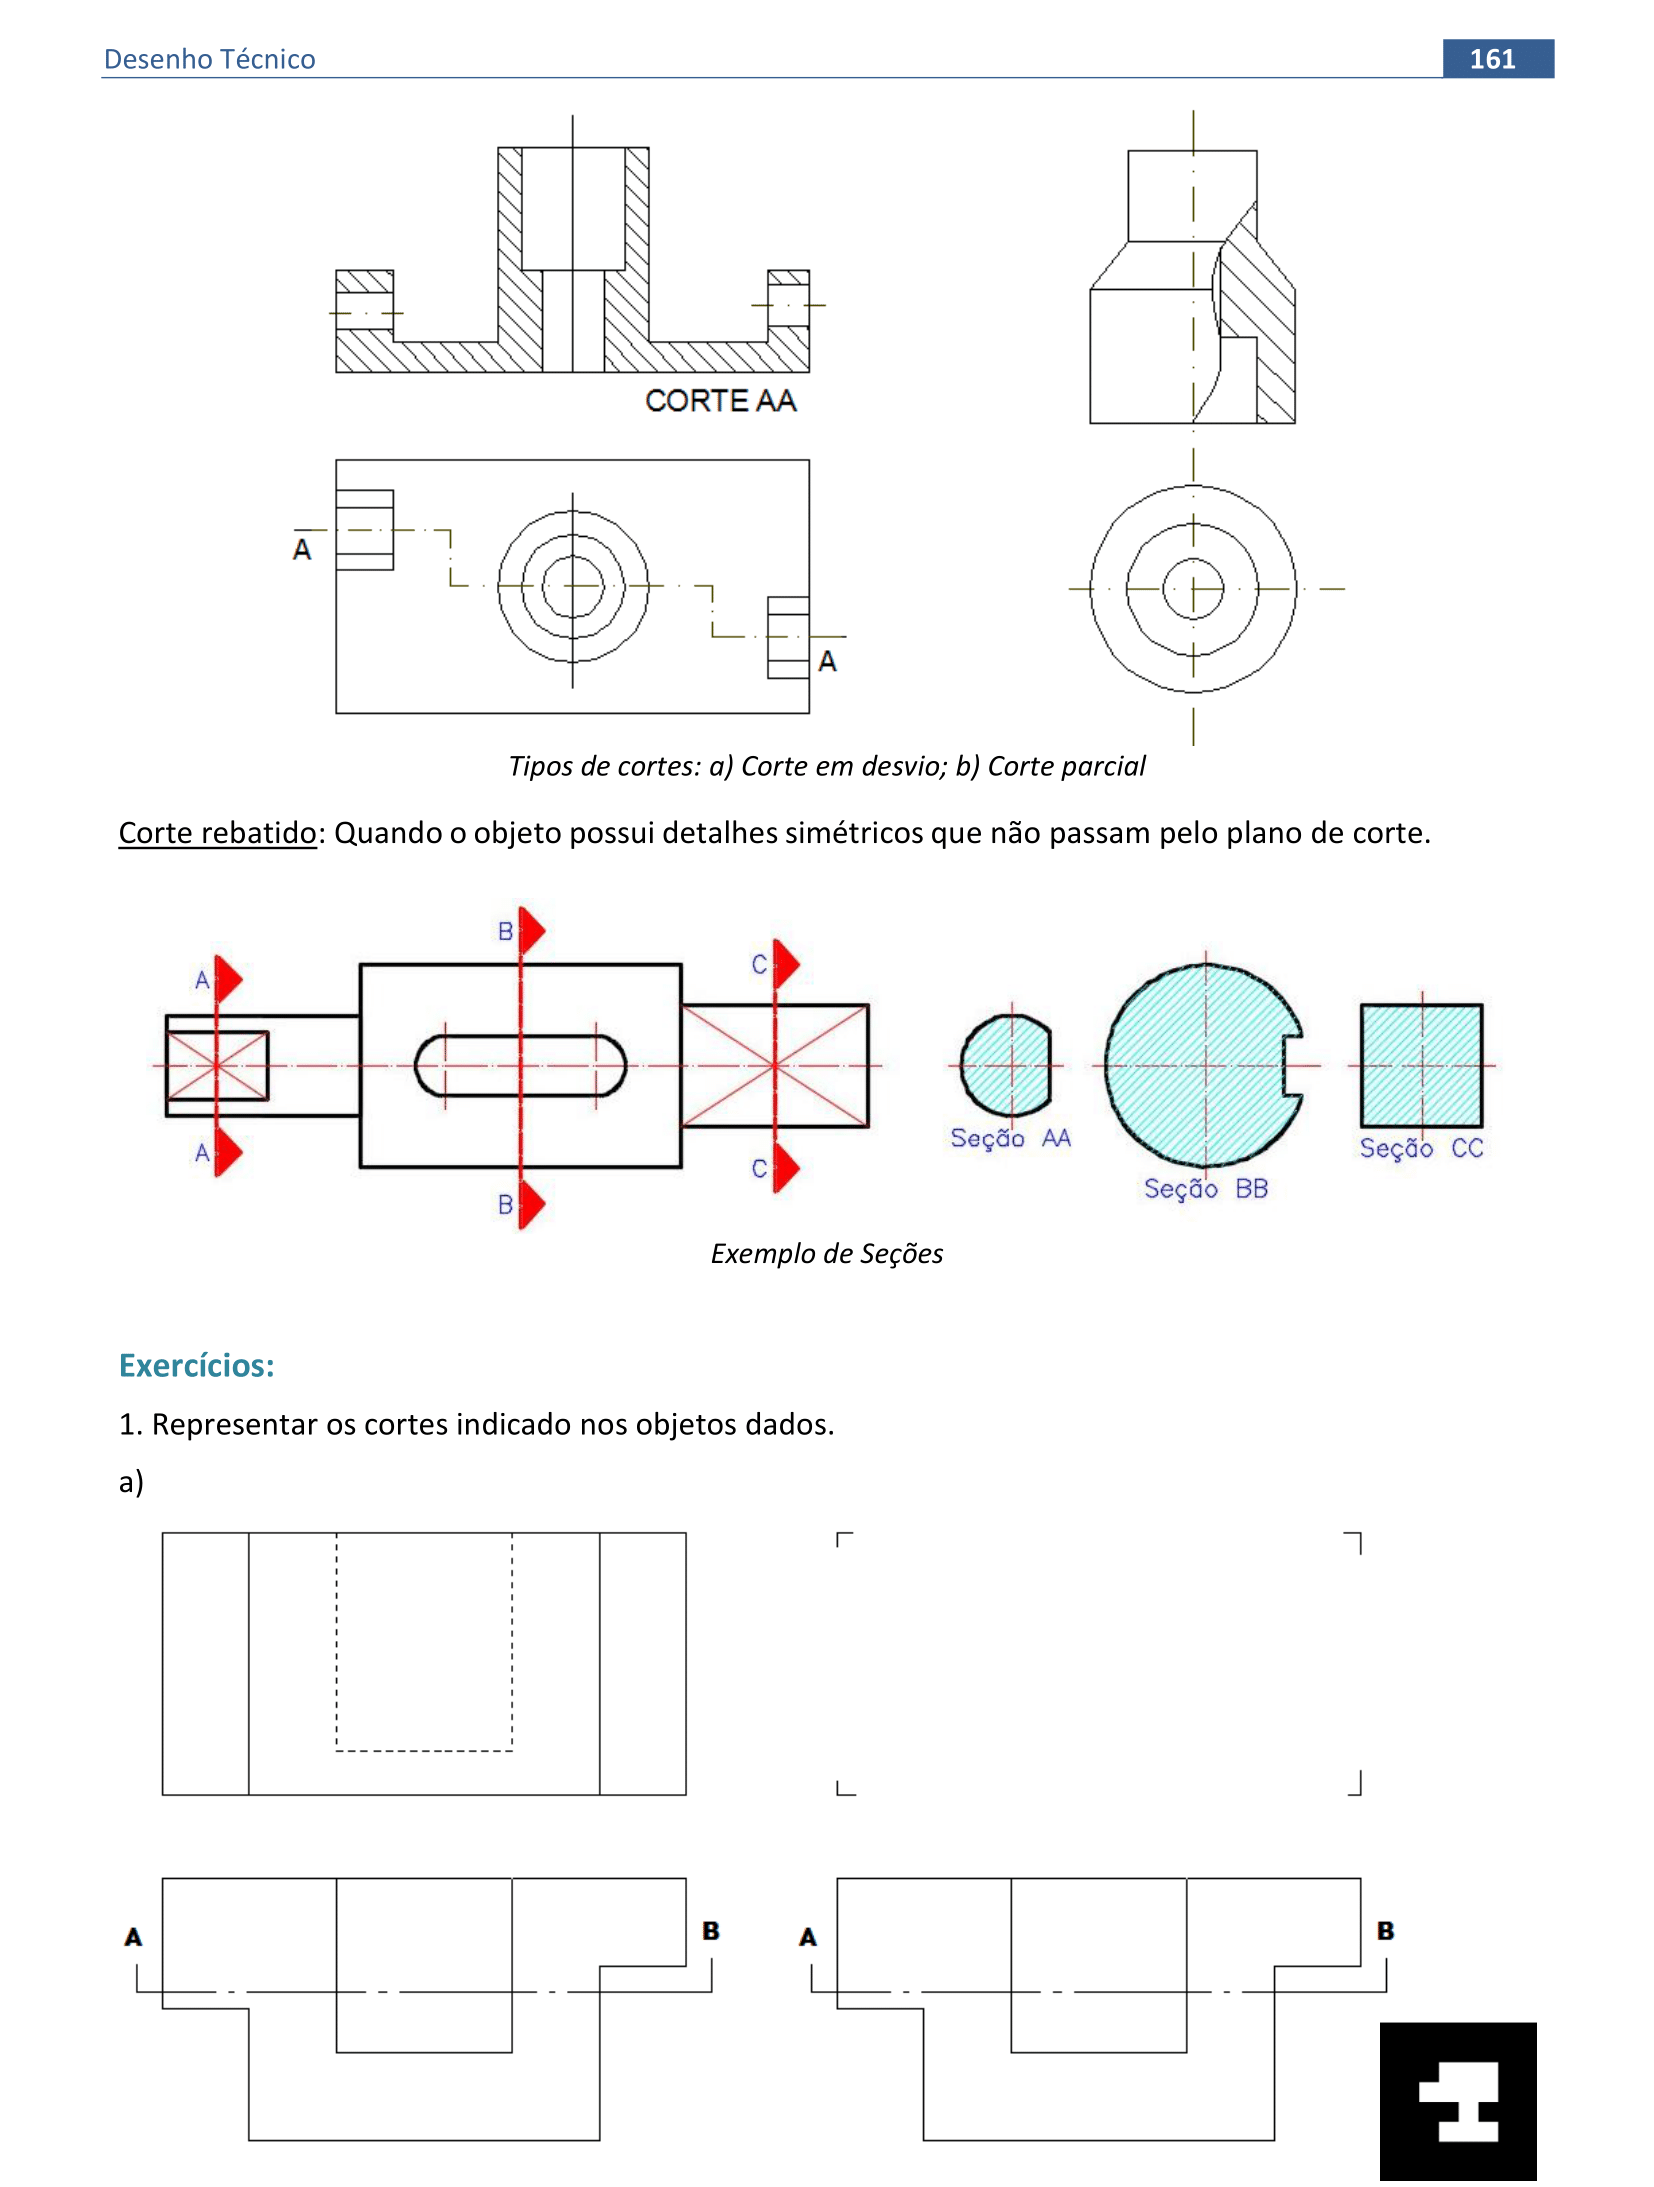 Desenho Técnico 161
CORTE AA
A
A
Tipos de cortes: a) Corte em desvio; b) Corte parcial
Corte rebatido: Quando o objeto possui detalhes simétricos que não passam pelo plano de corte.
A B C
A B C
Seção AA Seção BB Seção CC
Exemplo de Seções
Exercícios:
1. Representar os cortes indicado nos objetos dados.
a)
A B A B